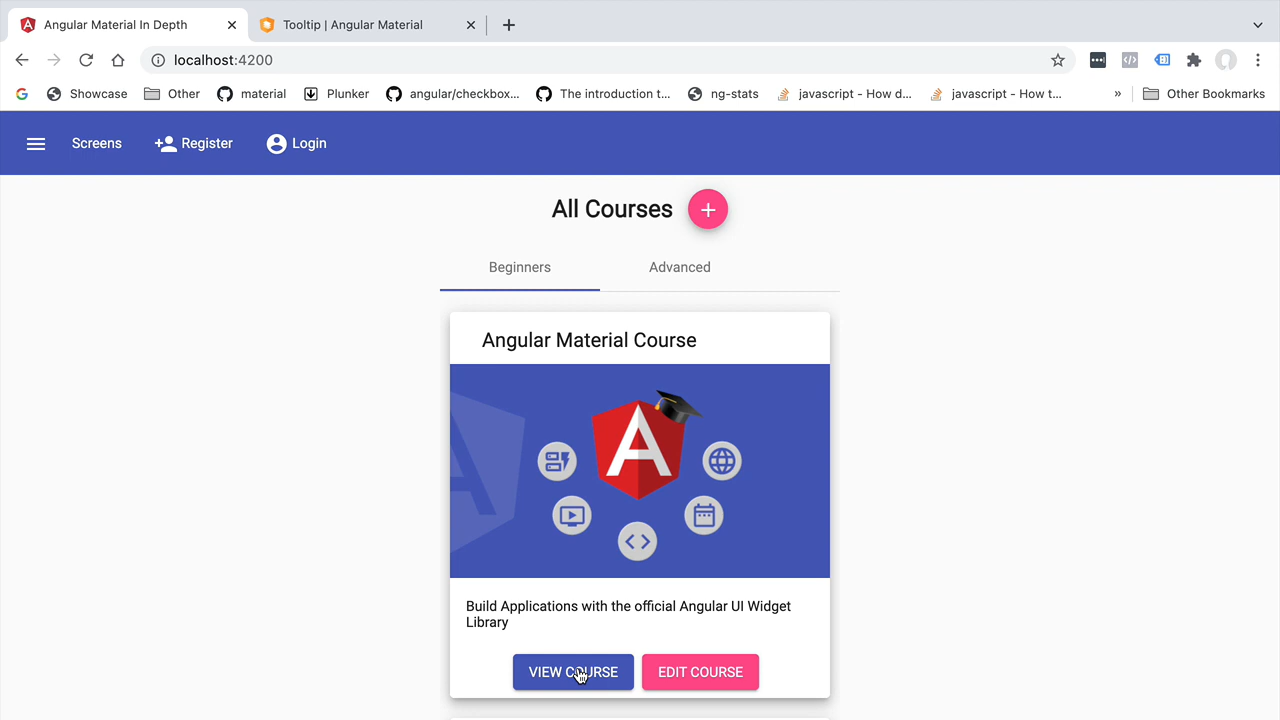 Angular Material In Depth
Tooltip | Angular Material
localhost:4200
Showcase Other material Plunker angular/checkbox... The introduction t... ng-stats javascript - How d... javascript - How t... » Other Bookmarks
Screens Register Login
All Courses +
Beginners Advanced
Angular Material Course
Build Applications with the official Angular UI Widget
Library
VIEW COURSE EDIT COURSE